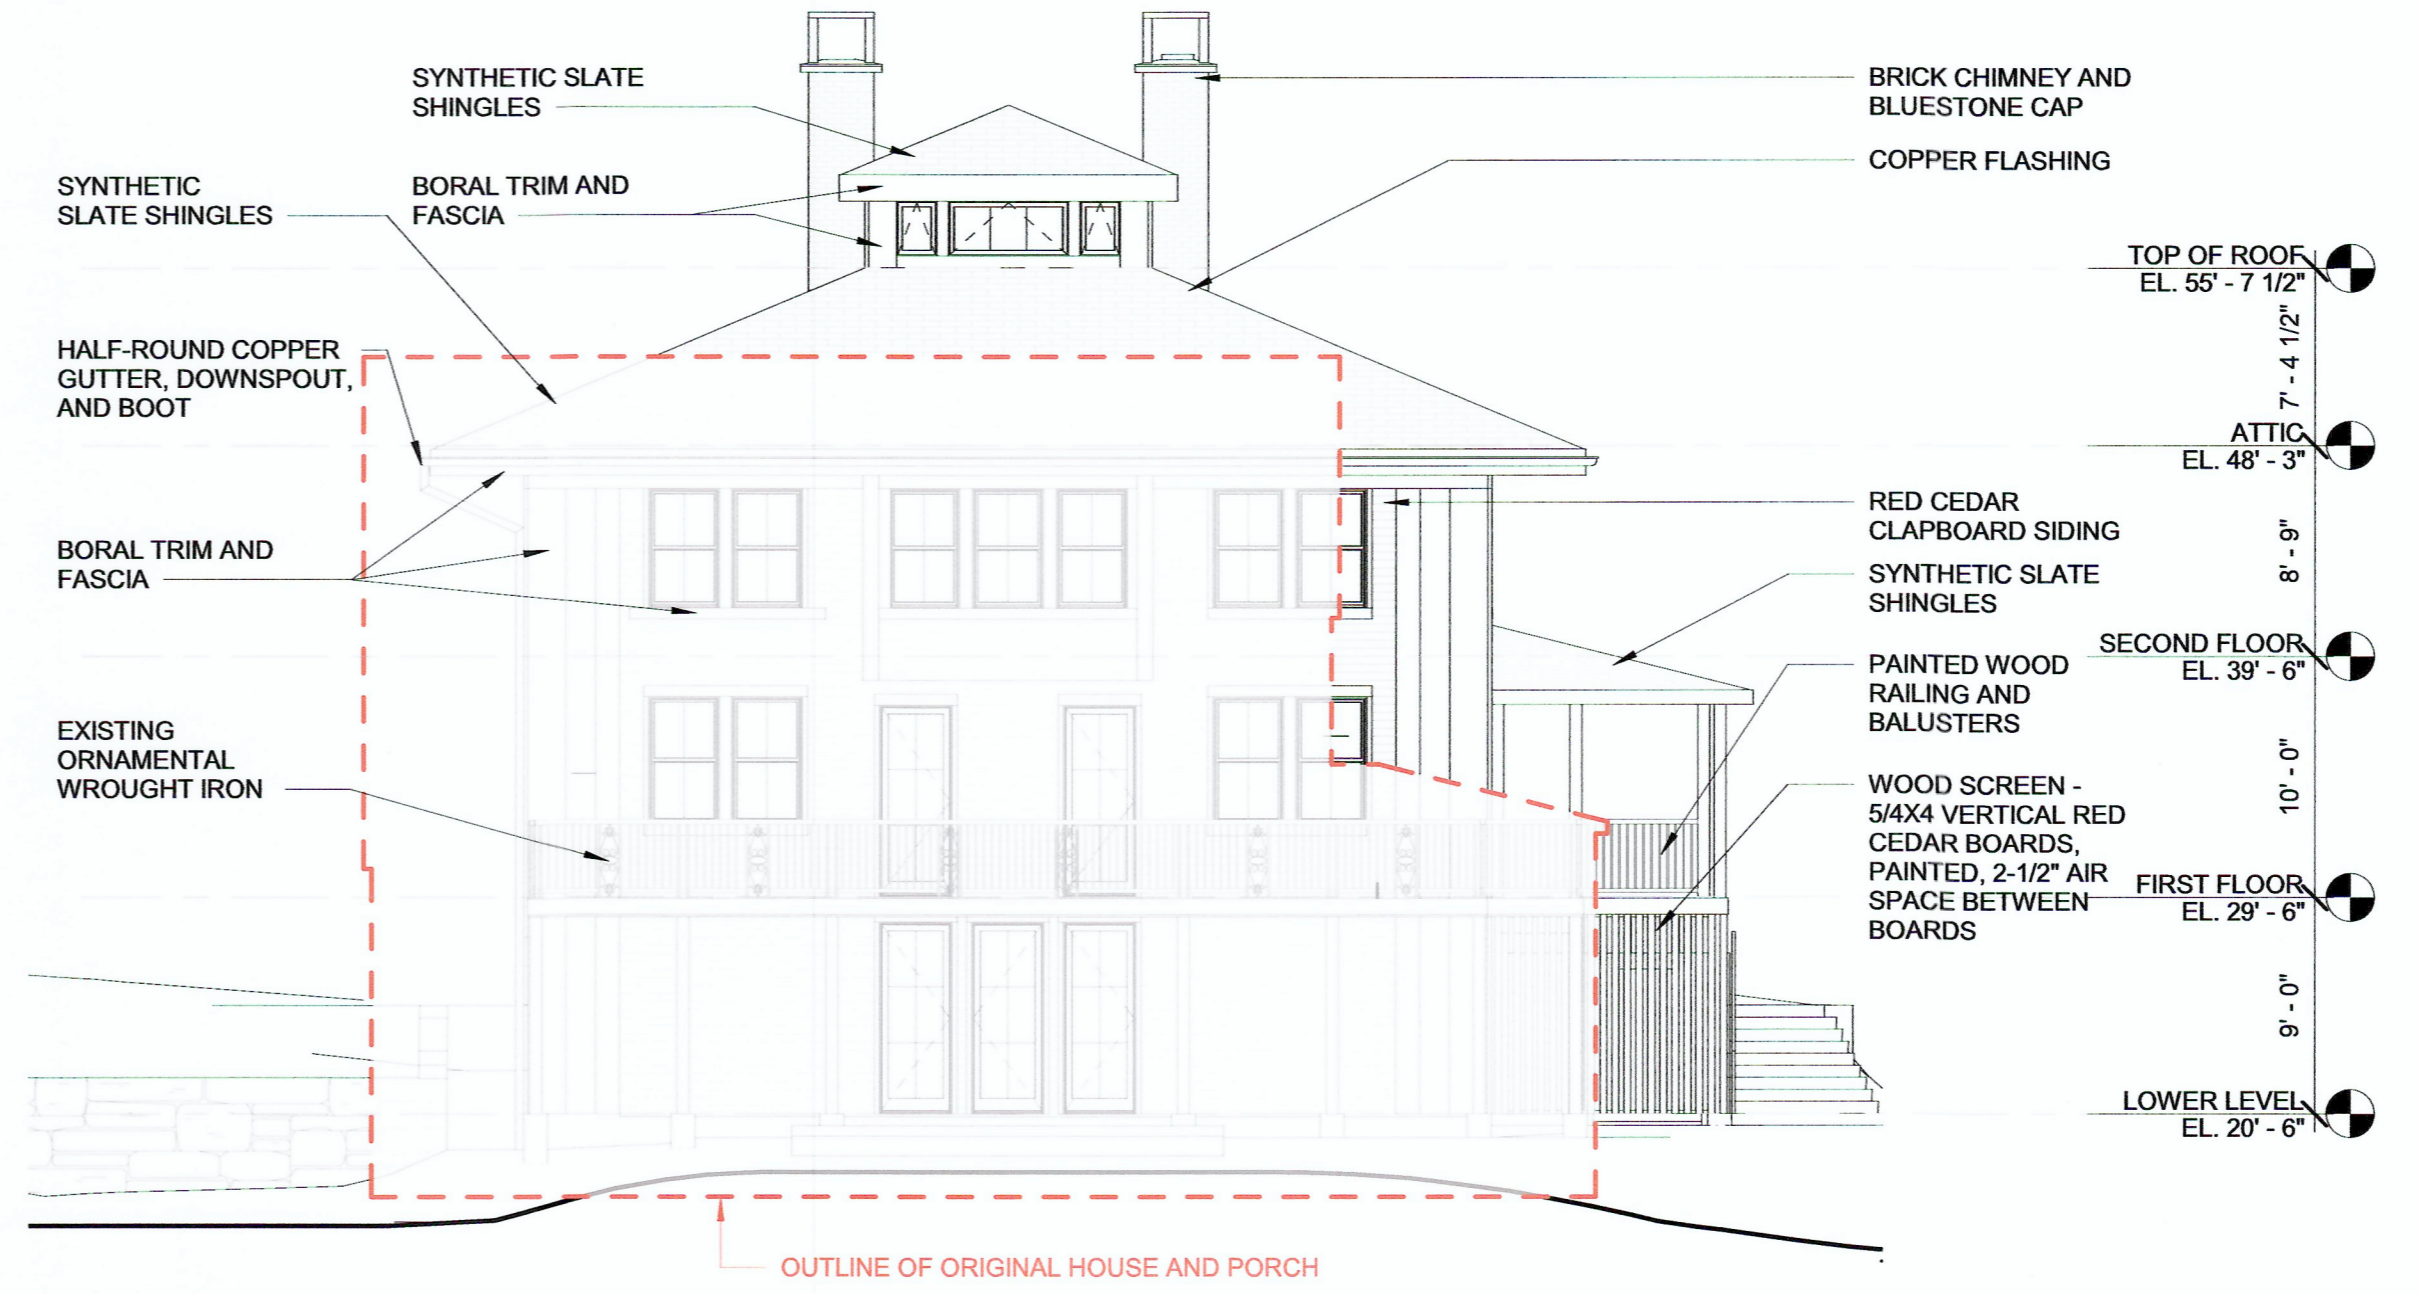 SYNTHETIC SLATE
SHINGLES
BORAL TRIM AND
FASCIA
SYNTHETIC
SLATE SHINGLES
HALF-ROUND COPPER
GUTTER, DOWNSPOUT,
AND BOOT
BORAL TRIM AND
FASCIA
EXISTING
ORNAMENTAL
WROUGHT IRON
BRICK CHIMNEY AND
BLUESTONE CAP
COPPER FLASHING
RED CEDAR
CLAPBOARD SIDING
SYNTHETIC SLATE
SHINGLES
PAINTED WOOD
RAILING AND
BALUSTERS
WOOD SCREEN -
5/4X4 VERTICAL RED
CEDAR BOARDS,
PAINTED, 2-1/2" AIR
SPACE BETWEEN
BOARDS
TOP OF ROOF
EL. 55' - 7 1/2"
7' - 4 1/2"
ATTIC
EL. 48' - 3"
8' - 9"
SECOND FLOOR
EL. 39' - 6"
10' - 0"
FIRST FLOOR
EL. 29' - 6"
9' - 0"
LOWER LEVEL
EL. 20' - 6"
OUTLINE OF ORIGINAL HOUSE AND PORCH